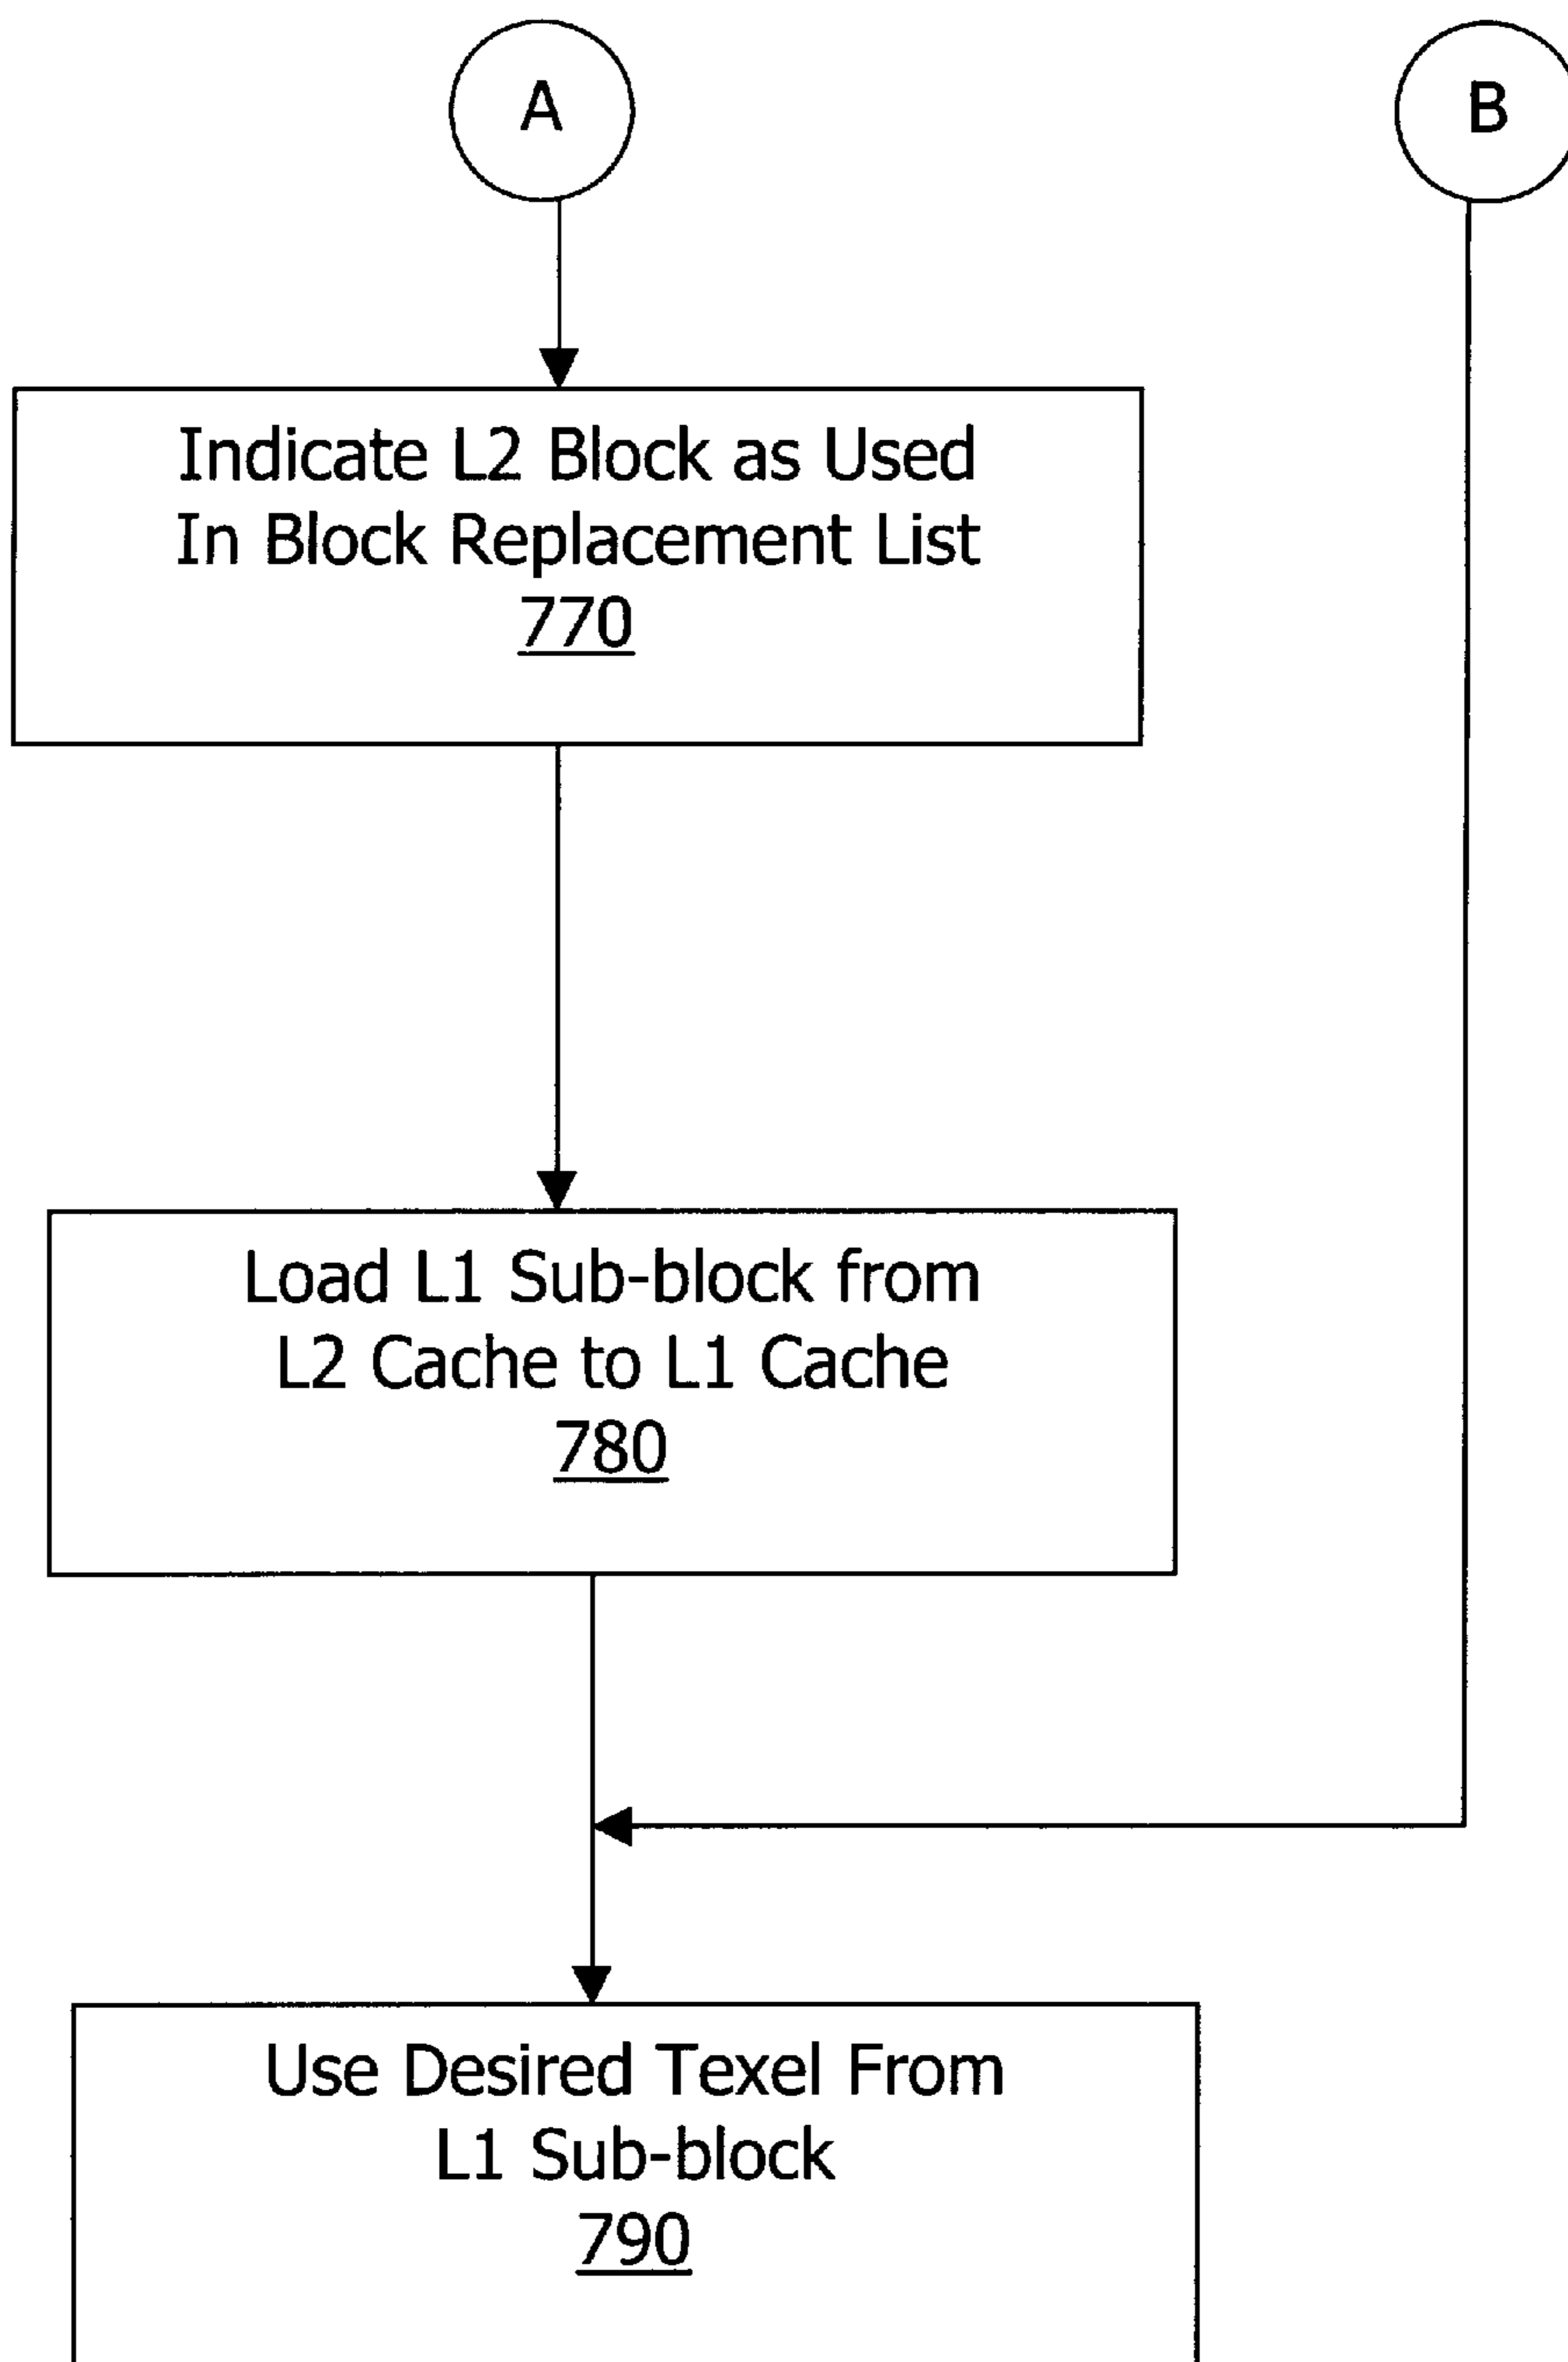 A
B
Indicate L2 Block as Used
In Block Replacement List
770
Load L1 Sub-block from
L2 Cache to L1 Cache
780
Use Desired Texel From
L1 Sub-block
790